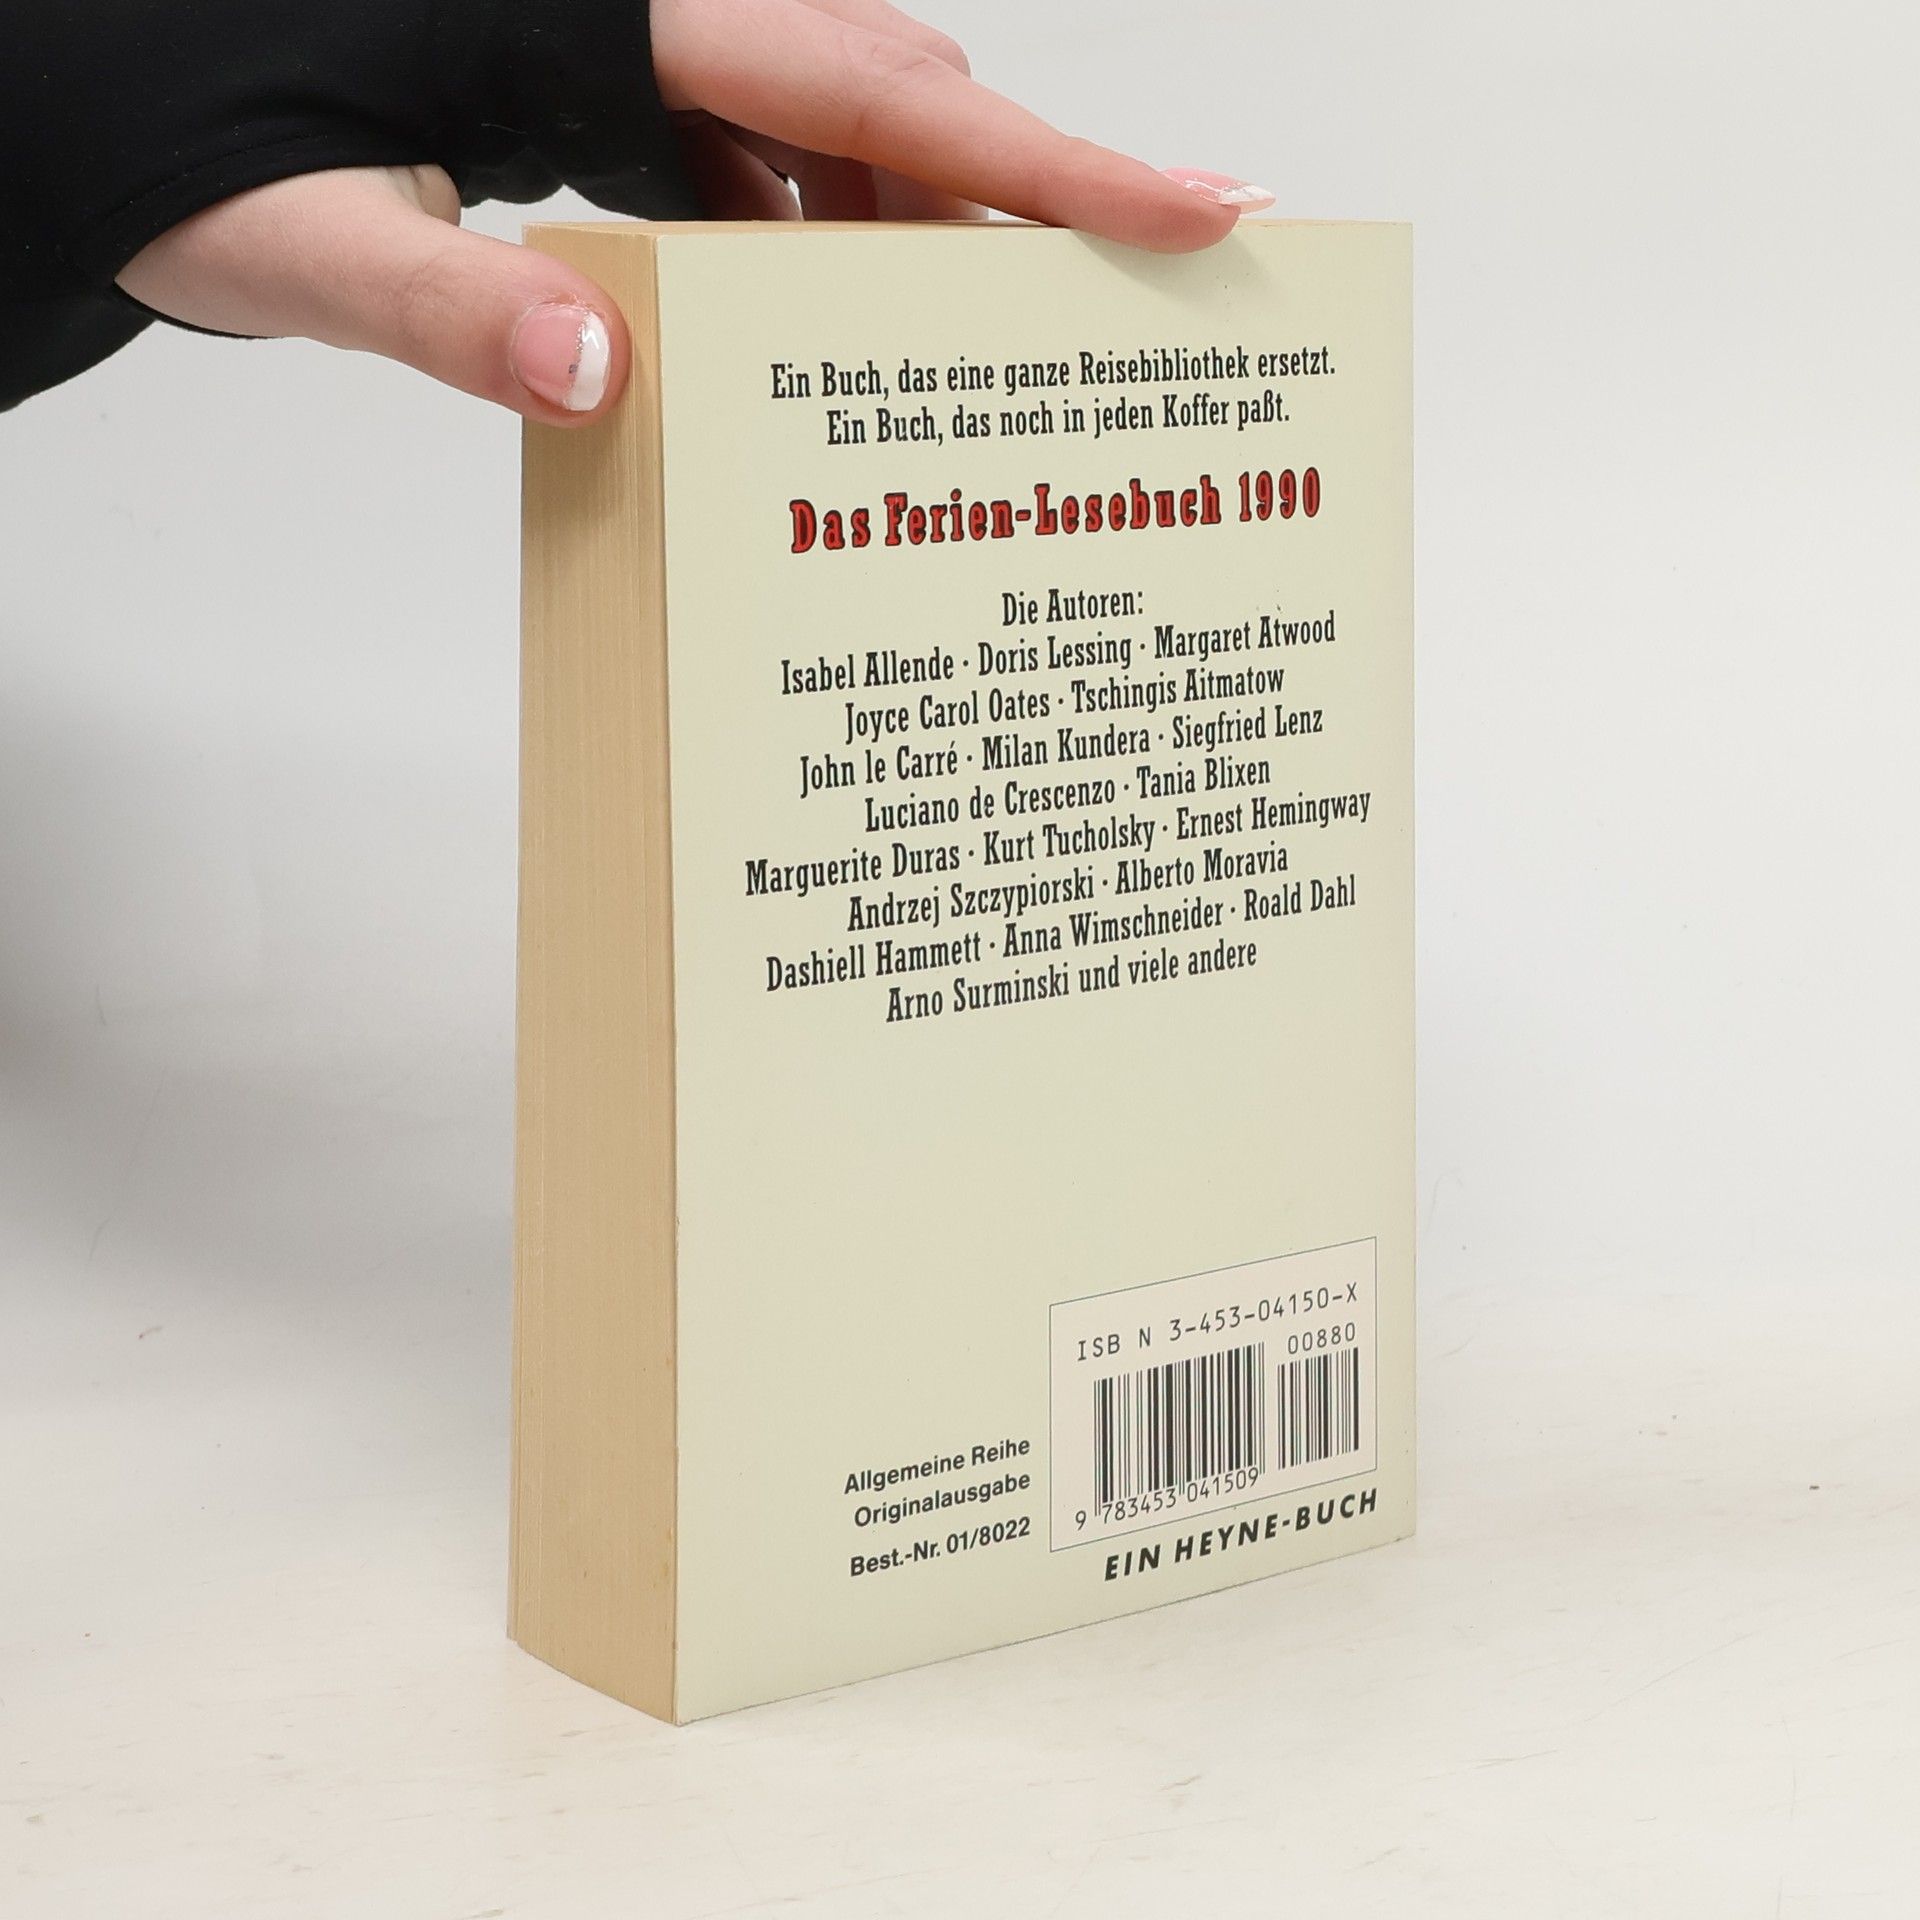 Ein Buch, das eine ganze Reisebibliothek ersetzt.
Ein Buch, das noch in jeden Koffer paßt.
Das Ferien-Lesebuch 1990
Die Autoren:
Isabel Allende · Doris Lessing · Margaret Atwood
Joyce Carol Oates · Tschingis Aitmatow
John le Carré · Milan Kundera · Siegfried Lenz
Luciano de Crescenzo · Tania Blixen
Marguerite Duras · Kurt Tucholsky · Ernest Hemingway
Andrzej Szczypiorski · Alberto Moravia
Dashiell Hammett · Anna Wimschneider · Roald Dahl
Arno Surminski und viele andere
ISB N 3-453-04150-X
00880
9 783453 041509
Allgemeine Reihe
Originalausgabe
Best.-Nr. 01/8022
EIN HEYNE-BUCH